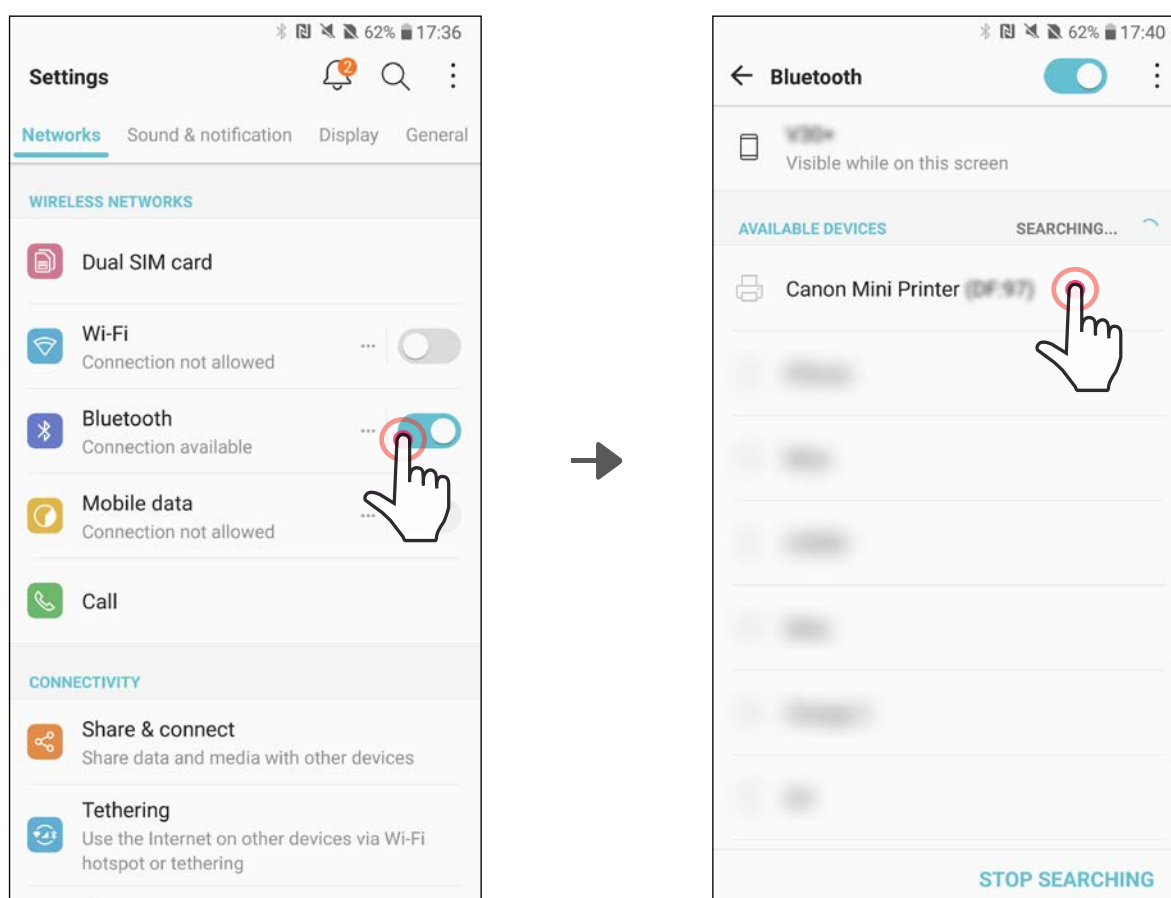 62% 17:36
Settings
2
Networks Sound & notification Display General
WIRELESS NETWORKS
Dual SIM card
Wi-Fi
Connection not allowed
Bluetooth
Connection available
Mobile data
Connection not allowed
Call
CONNECTIVITY
Share & connect
Share data and media with other devices
Tethering
Use the Internet on other devices via Wi-Fi
hotspot or tethering
62% 17:40
Bluetooth
Visible while on this screen
AVAILABLE DEVICES SEARCHING...
Canon Mini Printer
STOP SEARCHING